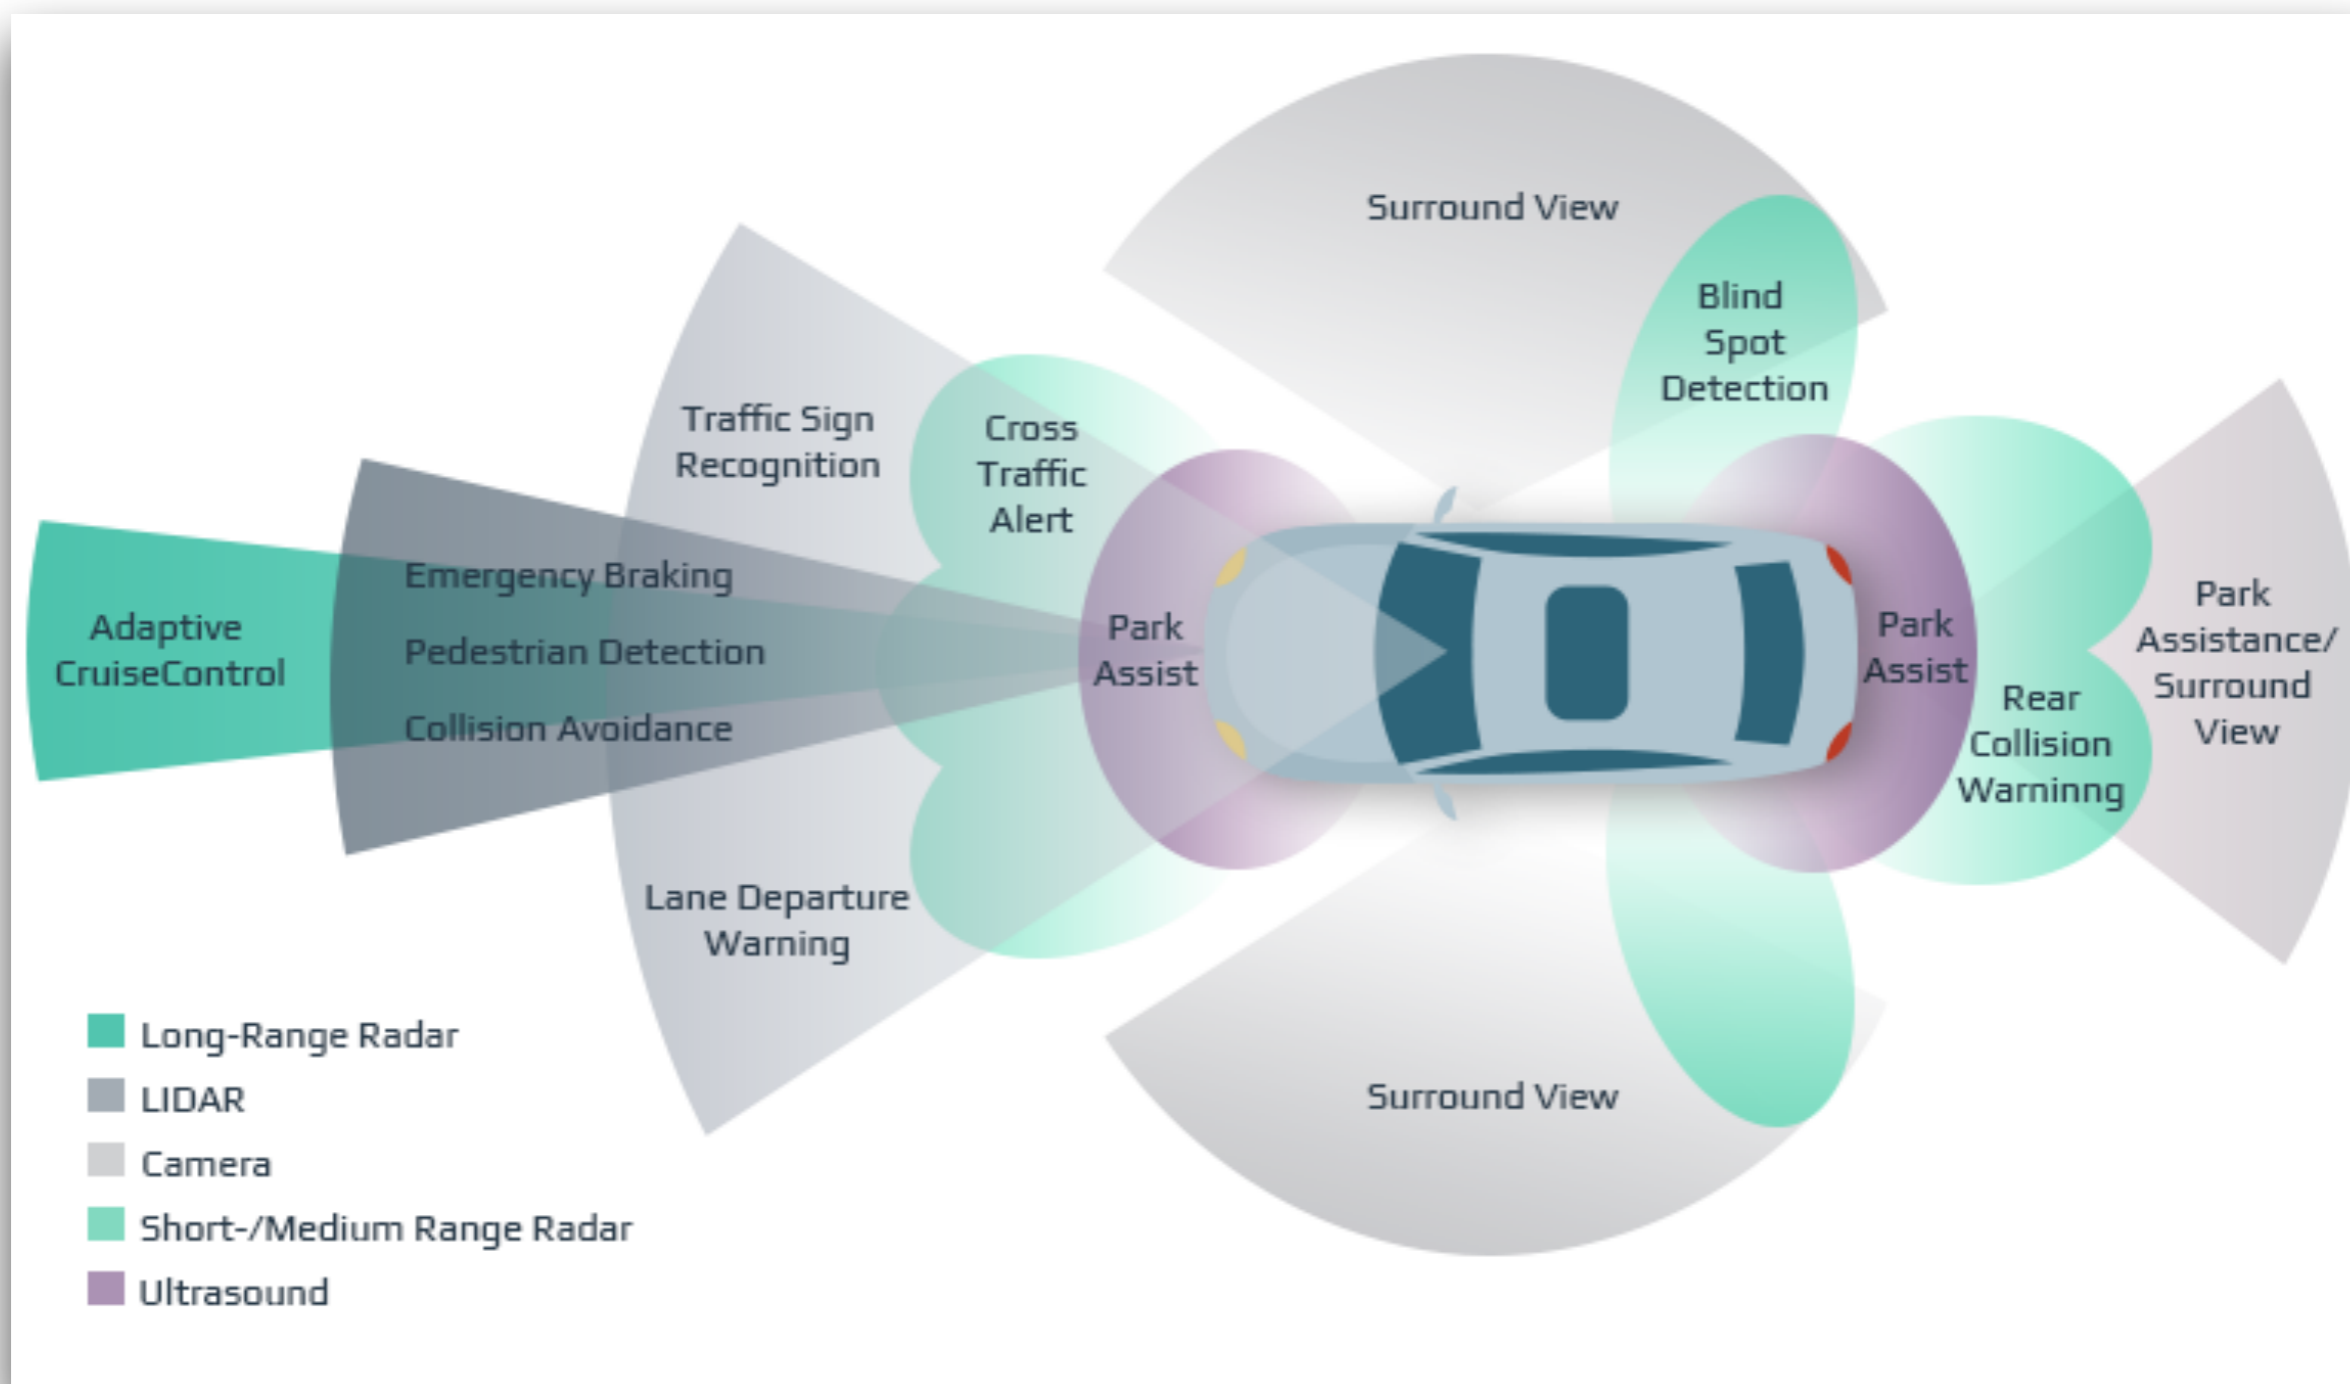 Surround View
Blind
Spot
Detection
Traffic Sign
Recognition
Cross
Traffic
Alert
Emergency Braking
Pedestrian Detection
Collision Avoidance
Adaptive
CruiseControl
Park
Assist
Park
Assist
Rear
Collision
Warninng
Park
Assistance/
Surround
View
Lane Departure
Warning
Surround View
Long-Range Radar
LIDAR
Camera
Short-/Medium Range Radar
Ultrasound